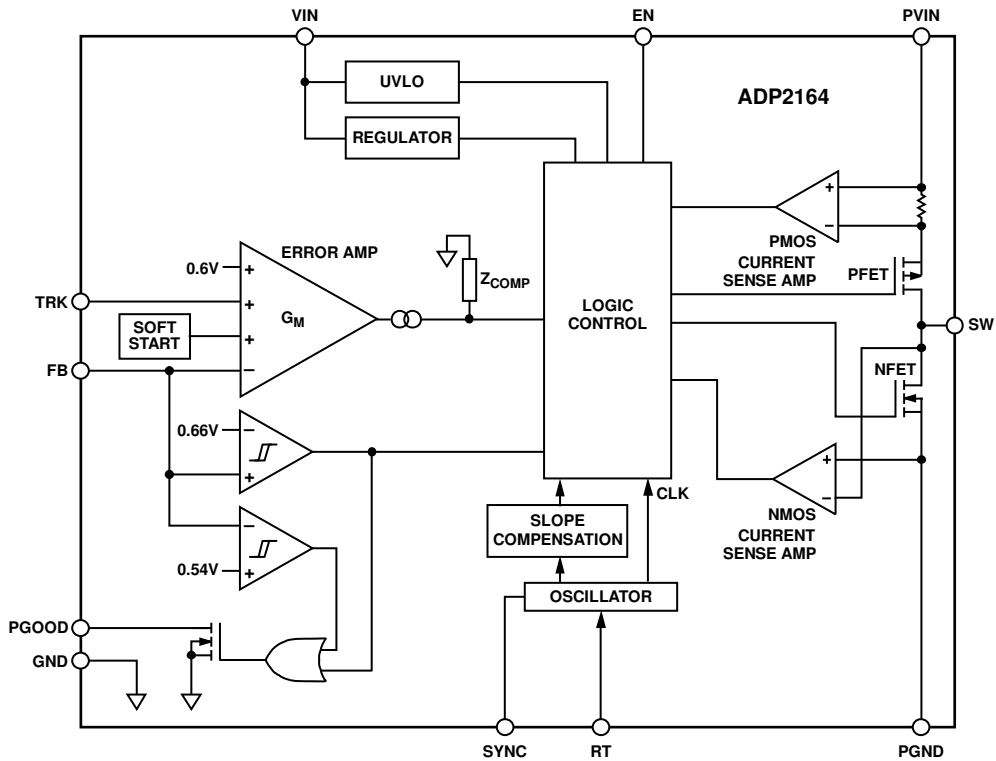 VIN
EN
PVIN
UVLO
ADP2164
REGULATOR
+
−
PMOS
CURRENT
SENSE AMP
ERROR AMP
0.6V
+
ZCOMP
PFET
TRK
+
GM
LOGIC
CONTROL
SOFT
START
+
SW
FB
−
NFET
0.66V
−
+
+
−
CLK
NMOS
CURRENT
SENSE AMP
SLOPE
COMPENSATION
−
0.54V
+
OSCILLATOR
PGOOD
GND
SYNC
RT
PGND